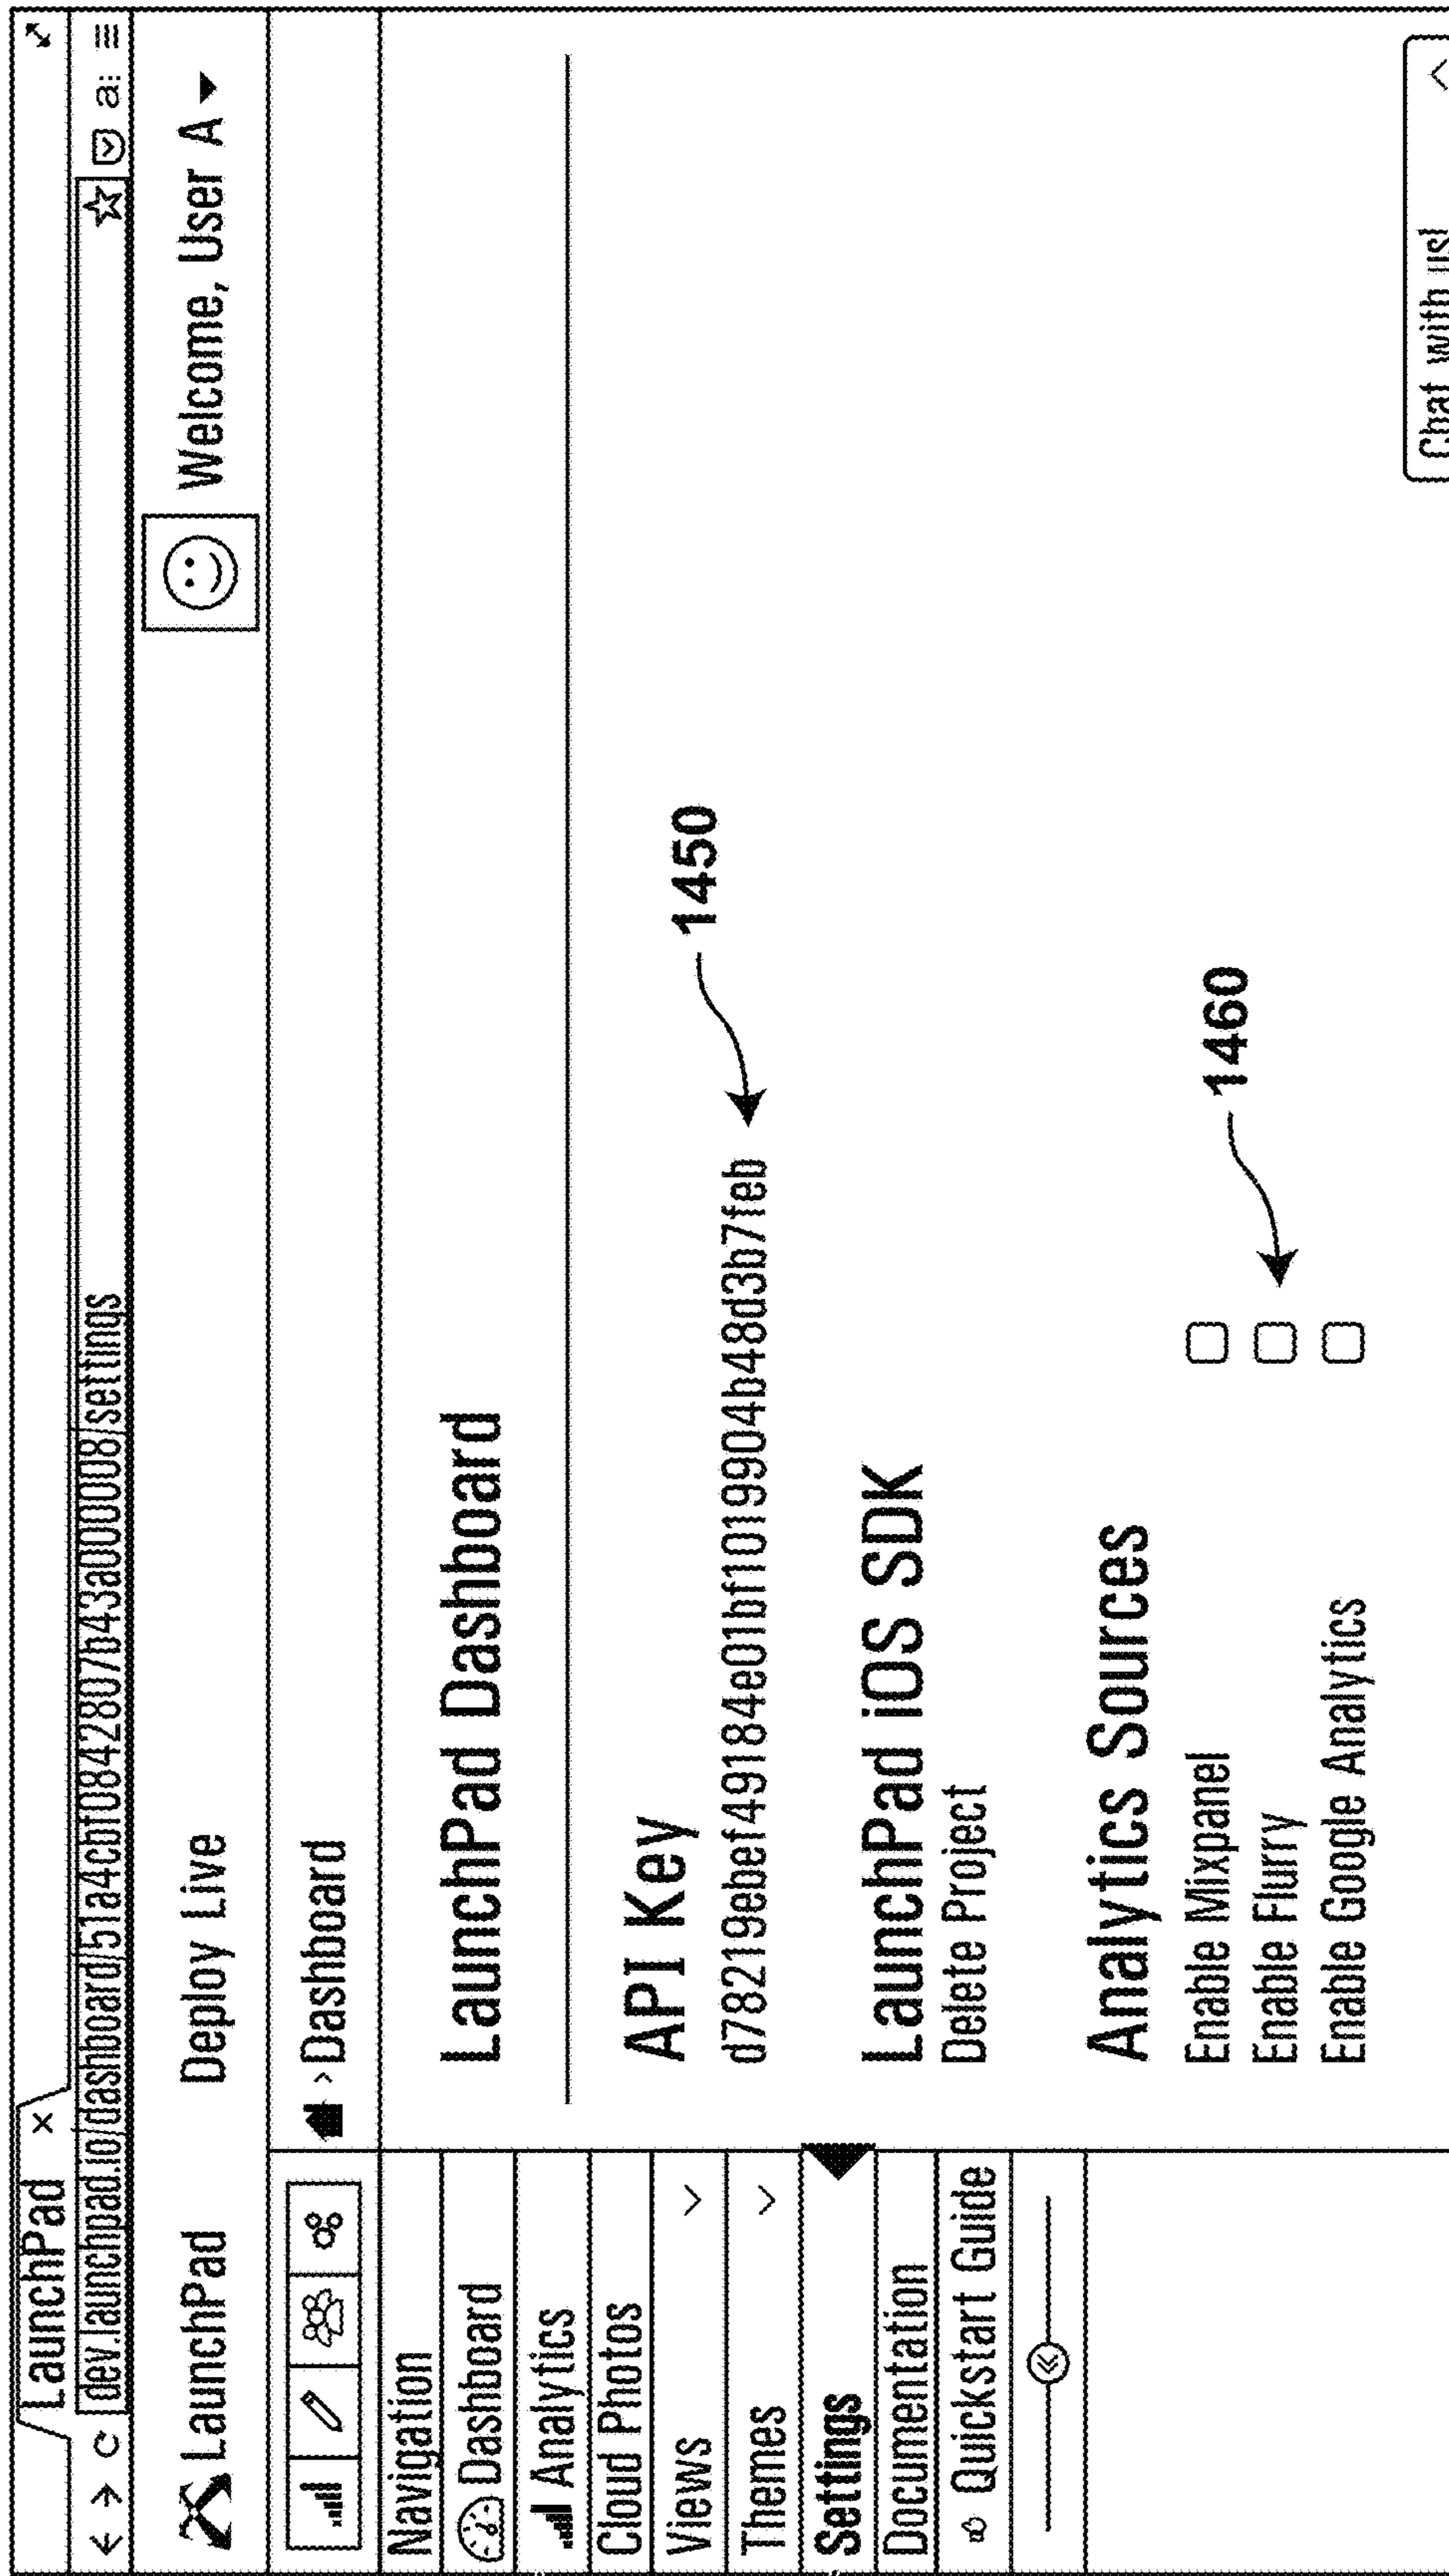 LaunchPad ×
dev.launchpad.io/dashboard/51a4cbf0842807b43a000008/settings
LaunchPad Deploy Live Welcome, User A
Dashboard
Navigation
Dashboard
Analytics
Cloud Photos
Views
Themes
Settings
Documentation
Quickstart Guide
LaunchPad Dashboard
API Key
d78219ebef49184e01bf1019904b48d3b7feb
1450
LaunchPad iOS SDK
Delete Project
Analytics Sources
Enable Mixpanel
Enable Flurry
Enable Google Analytics
1460
Chat with us!